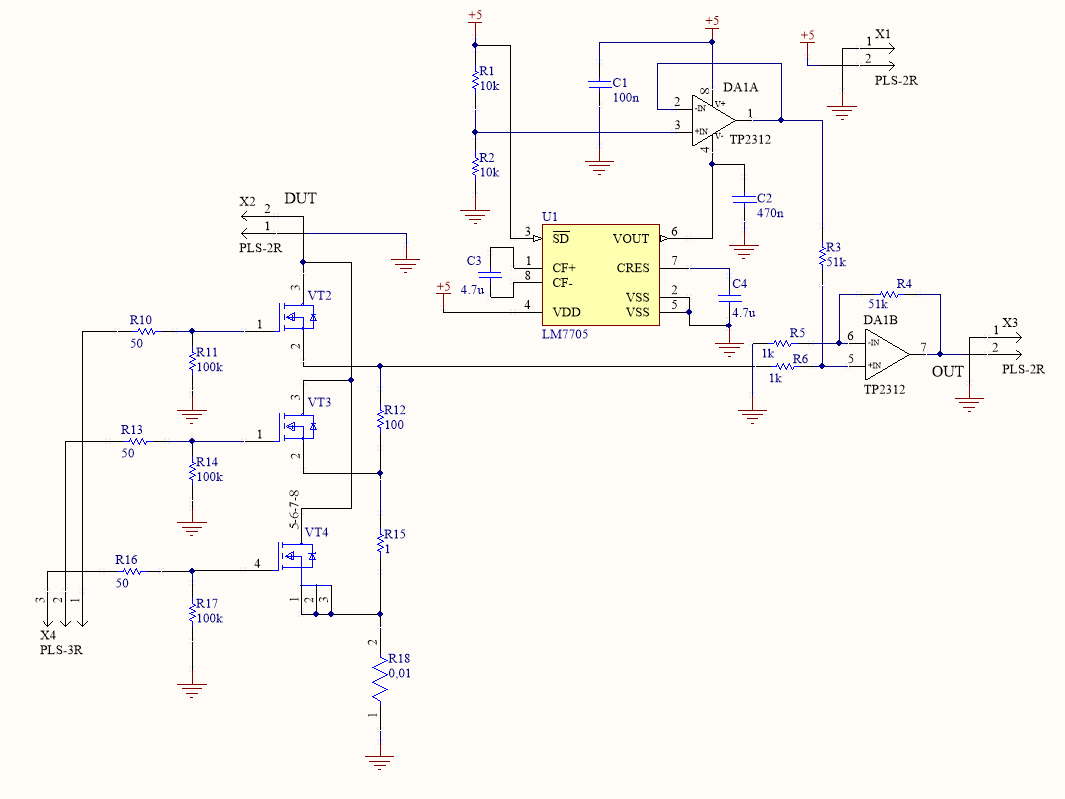 +5
+5
+5
X1
1
2
PLS-2R
R1
10k
C1
100n
8
DA1A
V+
2
-IN
1
3
+IN
V-
TP2312
4
R2
10k
X2
DUT
2
1
PLS-2R
C2
470n
U1
3
SD
VOUT
6
R3
51k
C3
1
CF+
CRES
7
8
CF-
4.7u
+5
C4
4.7u
VSS
2
4
VDD
VSS
5
LM7705
R4
51k
3
VT2
R10
50
1
2
R11
100k
DA1B
X3
1
R5
6
-IN
7
2
1k
R6
5
+IN
PLS-2R
1k
OUT
TP2312
3
VT3
R12
100
R13
50
1
2
R14
100k
5-6-7-8
VT4
R15
1
R16
50
4
1
2
3
R17
100k
3
2
1
X4
PLS-3R
2
R18
0,01
1